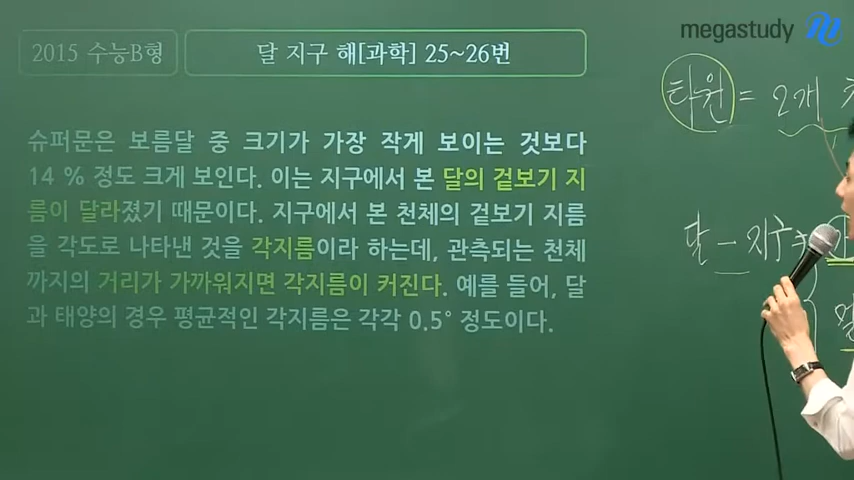 megastudy
2015 수능B형
달 지구 해[과학] 25~26번
슈퍼문은 보름달 중 크기가 가장 작게 보이는 것보다
14 % 정도 크게 보인다. 이는 지구에서 본 달의 겉보기 지
름이 달라졌기 때문이다. 지구에서 본 천체의 겉보기 지름
을 각도로 나타낸 것을 각지름이라 하는데, 관측되는 천체
까지의 거리가 가까워지면 각지름이 커진다. 예를 들어, 달
과 태양의 경우 평균적인 각지름은 각각 0.5° 정도이다.
타원 = 2개
달 - 지구